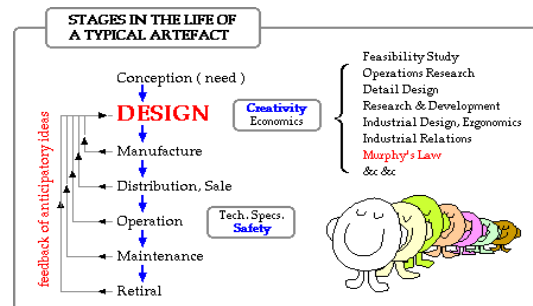 STAGES IN THE LIFE OF
A TYPICAL ARTEFACT
Conception ( need )
DESIGN
Manufacture
Distribution, Sale
Operation
Maintenance
Retiral
feedback of anticipatory ideas
Creativity
Economics
Tech. Specs.
Safety
Feasibility Study
Operations Research
Detail Design
Research & Development
Industrial Design, Ergonomics
Industrial Relations
Murphy's Law
&c &c